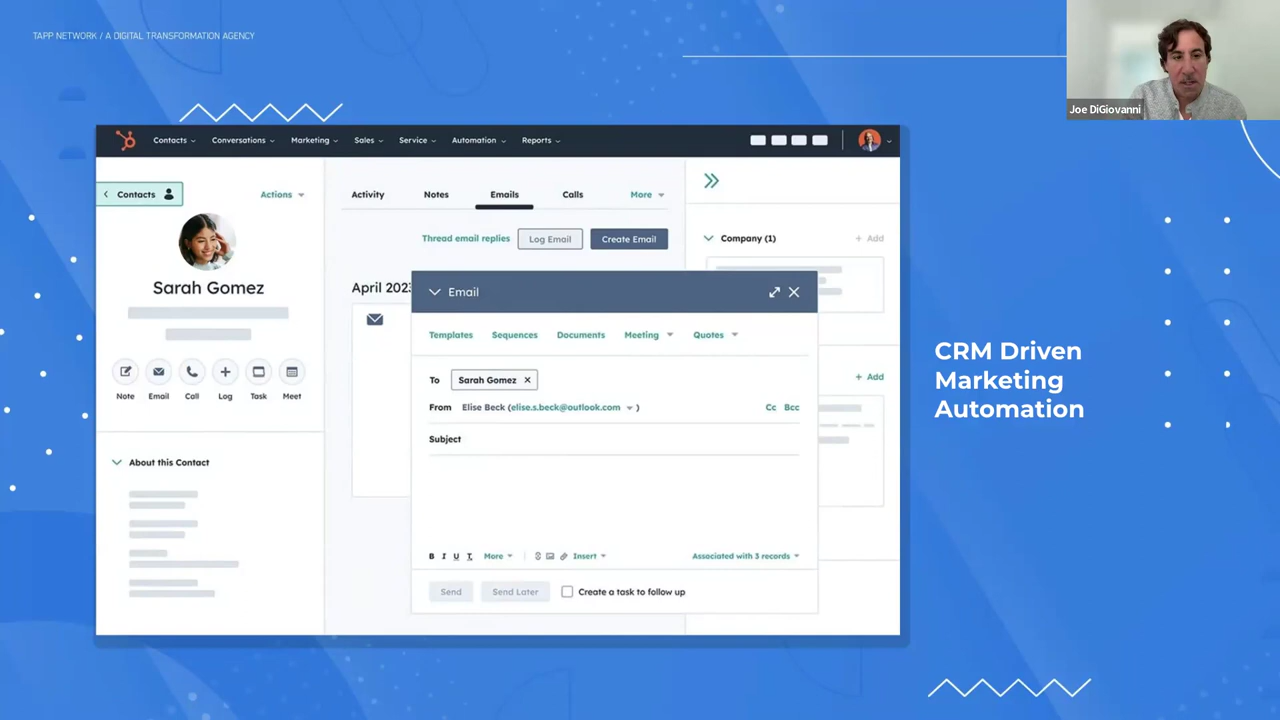 TAPP NETWORK / A DIGITAL TRANSFORMATION AGENCY
Joe DiGiovanni
Contacts Conversations Marketing Sales Service Automation Reports
Contacts
Actions
Sarah Gomez
Note Email Call Log Task Meet
About this Contact
Activity Notes Emails Calls More
Thread email replies Log Email Create Email
April 2023
Email
Templates Sequences Documents Meeting Quotes
To Sarah Gomez
From Elise Beck (elise.s.beck@outlook.com ) Cc Bcc
Subject
B I U T More Insert Associated with 3 records
Send Send Later Create a task to follow up
Company (1) + Add
+ Add
CRM Driven
Marketing
Automation